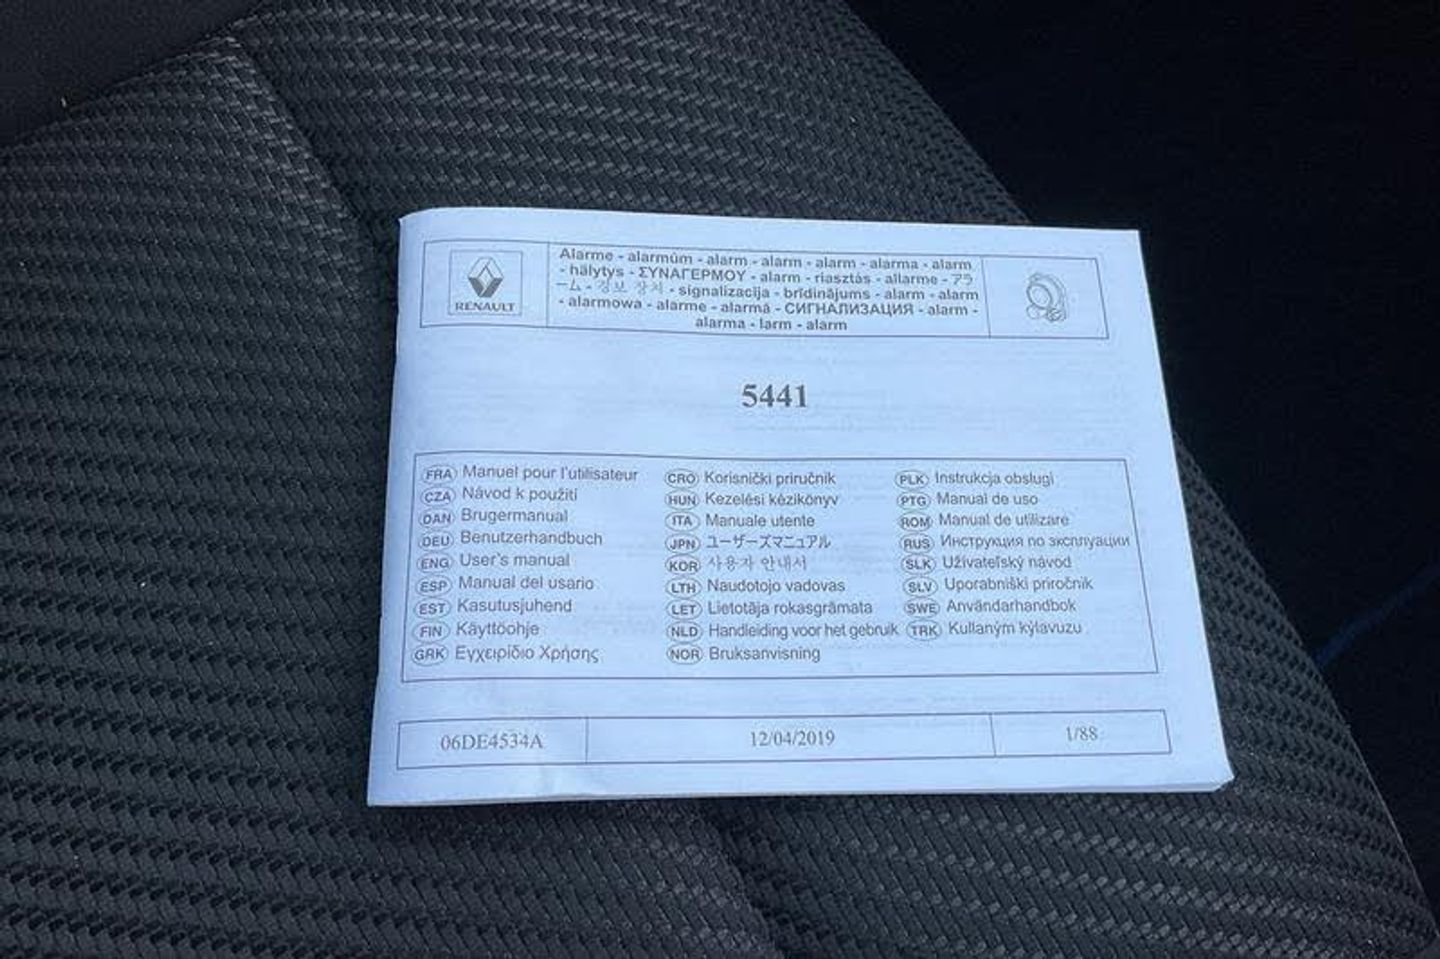 RENAULT
Alarme - alarmům - alarm - alarm - alarm - alarma - alarm
- hälytys - ΣΥΝΑΓΕΡΜΟΥ - alarm - riasztás - allarme - アラ
ーム - 경보 장치 - signalizacija - brīdinājums - alarm - alarm
- alarmowa - alarme - alarmă - СИГНАЛИЗАЦИЯ - alarm -
alarma - larm - alarm
5441
FRA Manuel pour l'utilisateur
CZA Návod k použití
DAN Brugermanual
DEU Benutzerhandbuch
ENG User's manual
ESP Manual del usario
EST Kasutusjuhend
FIN Käyttöohje
GRK Εγχειρίδιο Χρήσης
CRO Korisnički priručnik
HUN Kezelési kézikönyv
ITA Manuale utente
JPN ユーザーズマニュアル
KOR 사용자 안내서
LTH Naudotojo vadovas
LET Lietotāja rokasgrāmata
NLD Handleiding voor het gebruik
NOR Bruksanvisning
PLK Instrukcja obsługi
PTG Manual de uso
ROM Manual de utilizare
RUS Инструкция по эксплуации
SLK Užívateľský návod
SLV Uporabniški priročnik
SWE Användarhandbok
TRK Kullaným kýlavuzu
06DE4534A
12/04/2019
1/88